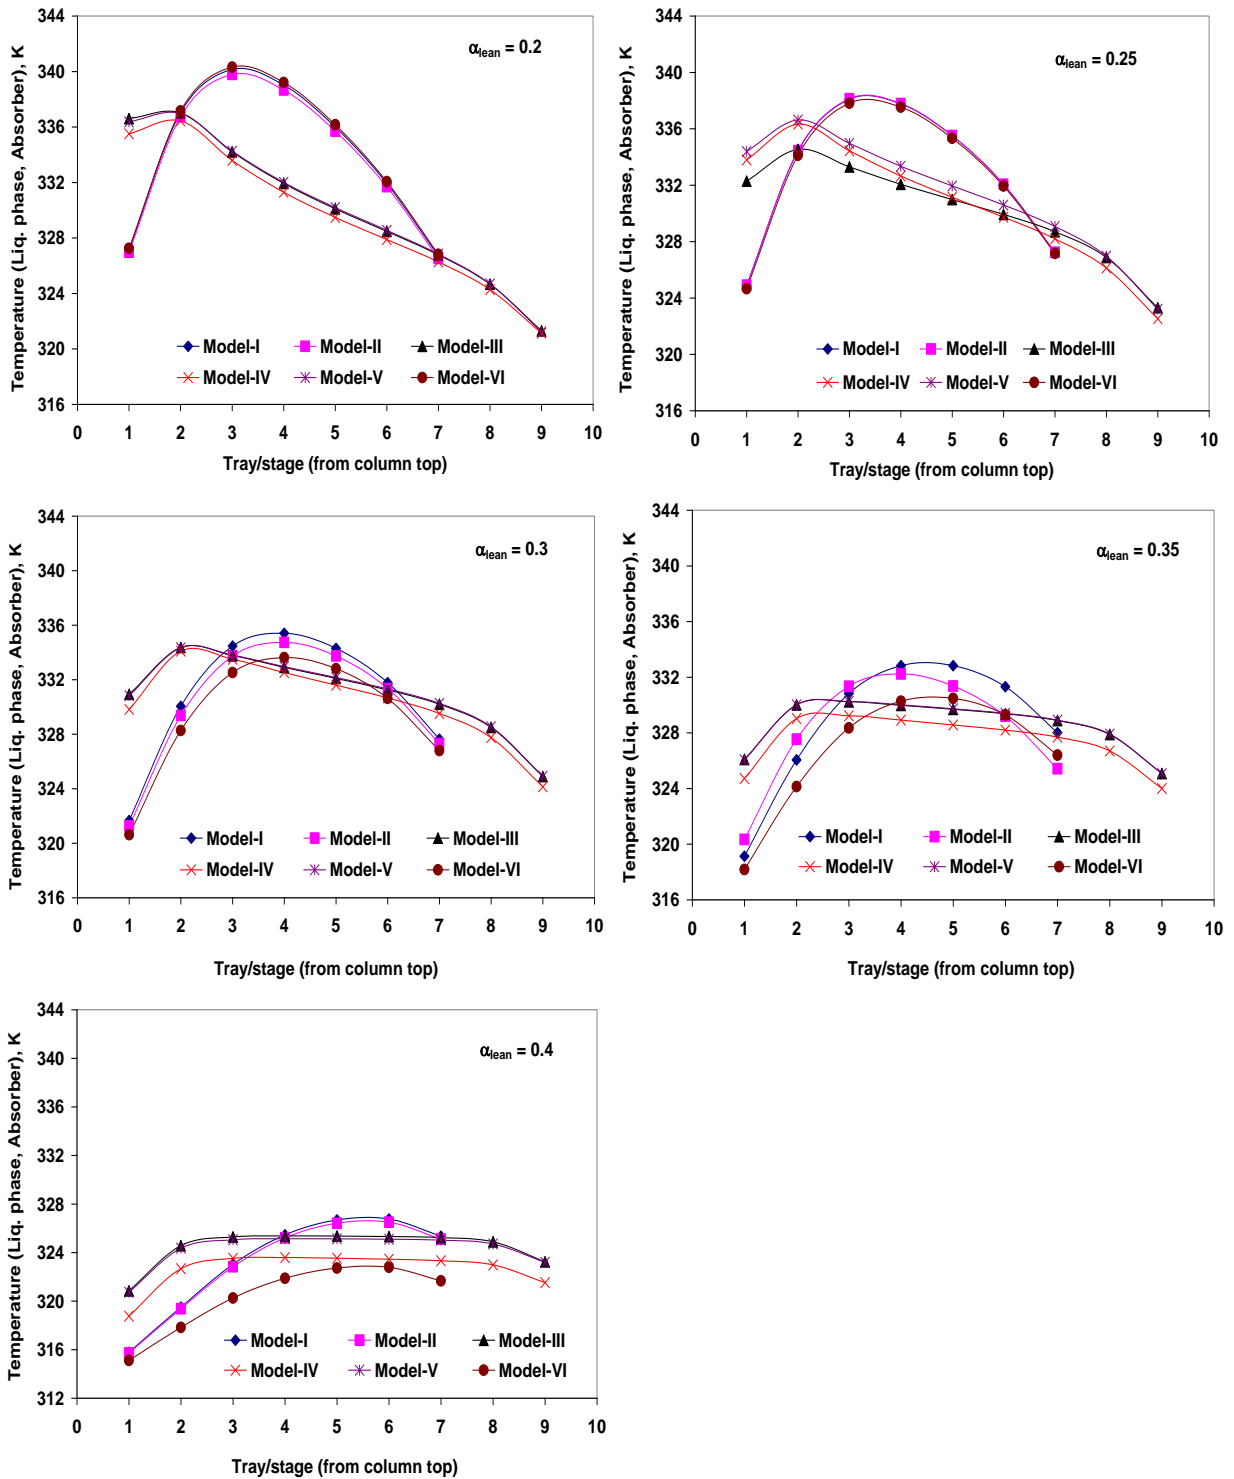 Temperature (Liq. phase, Absorber), K
344
340
336
332
328
324
320
316
α_lean = 0.2
Model-I Model-II Model-III
Model-IV Model-V Model-VI
0 1 2 3 4 5 6 7 8 9 10
Tray/stage (from column top)
Temperature (Liq. phase, Absorber), K
344
340
336
332
328
324
320
316
α_lean = 0.25
Model-I Model-II Model-III
Model-IV Model-V Model-VI
0 1 2 3 4 5 6 7 8 9 10
Tray/stage (from column top)
Temperature (Liq. phase, Absorber), K
344
340
336
332
328
324
320
316
α_lean = 0.3
Model-I Model-II Model-III
Model-IV Model-V Model-VI
0 1 2 3 4 5 6 7 8 9 10
Tray/stage (from column top)
Temperature (Liq. phase, Absorber), K
344
340
336
332
328
324
320
316
α_lean = 0.35
Model-I Model-II Model-III
Model-IV Model-V Model-VI
0 1 2 3 4 5 6 7 8 9 10
Tray/stage (from column top)
Temperature (Liq. phase, Absorber), K
344
340
336
332
328
324
320
316
312
α_lean = 0.4
Model-I Model-II Model-III
Model-IV Model-V Model-VI
0 1 2 3 4 5 6 7 8 9 10
Tray/stage (from column top)